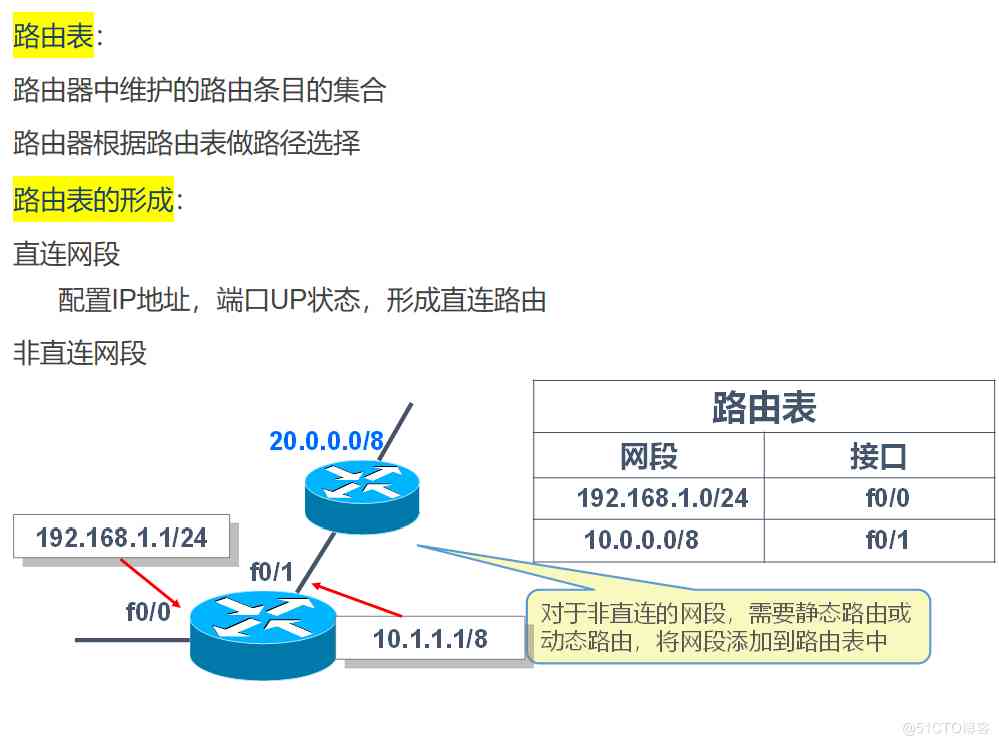 路由表：
路由器中维护的路由条目的集合
路由器根据路由表做路径选择
路由表的形成：
直连网段
配置IP地址，端口UP状态，形成直连路由
非直连网段
路由表
网段 接口
192.168.1.0/24 f0/0
10.0.0.0/8 f0/1
20.0.0.0/8
192.168.1.1/24
f0/1
f0/0
10.1.1.1/8
对于非直连的网段，需要静态路由或
动态路由，将网段添加到路由表中
@51CTO博客